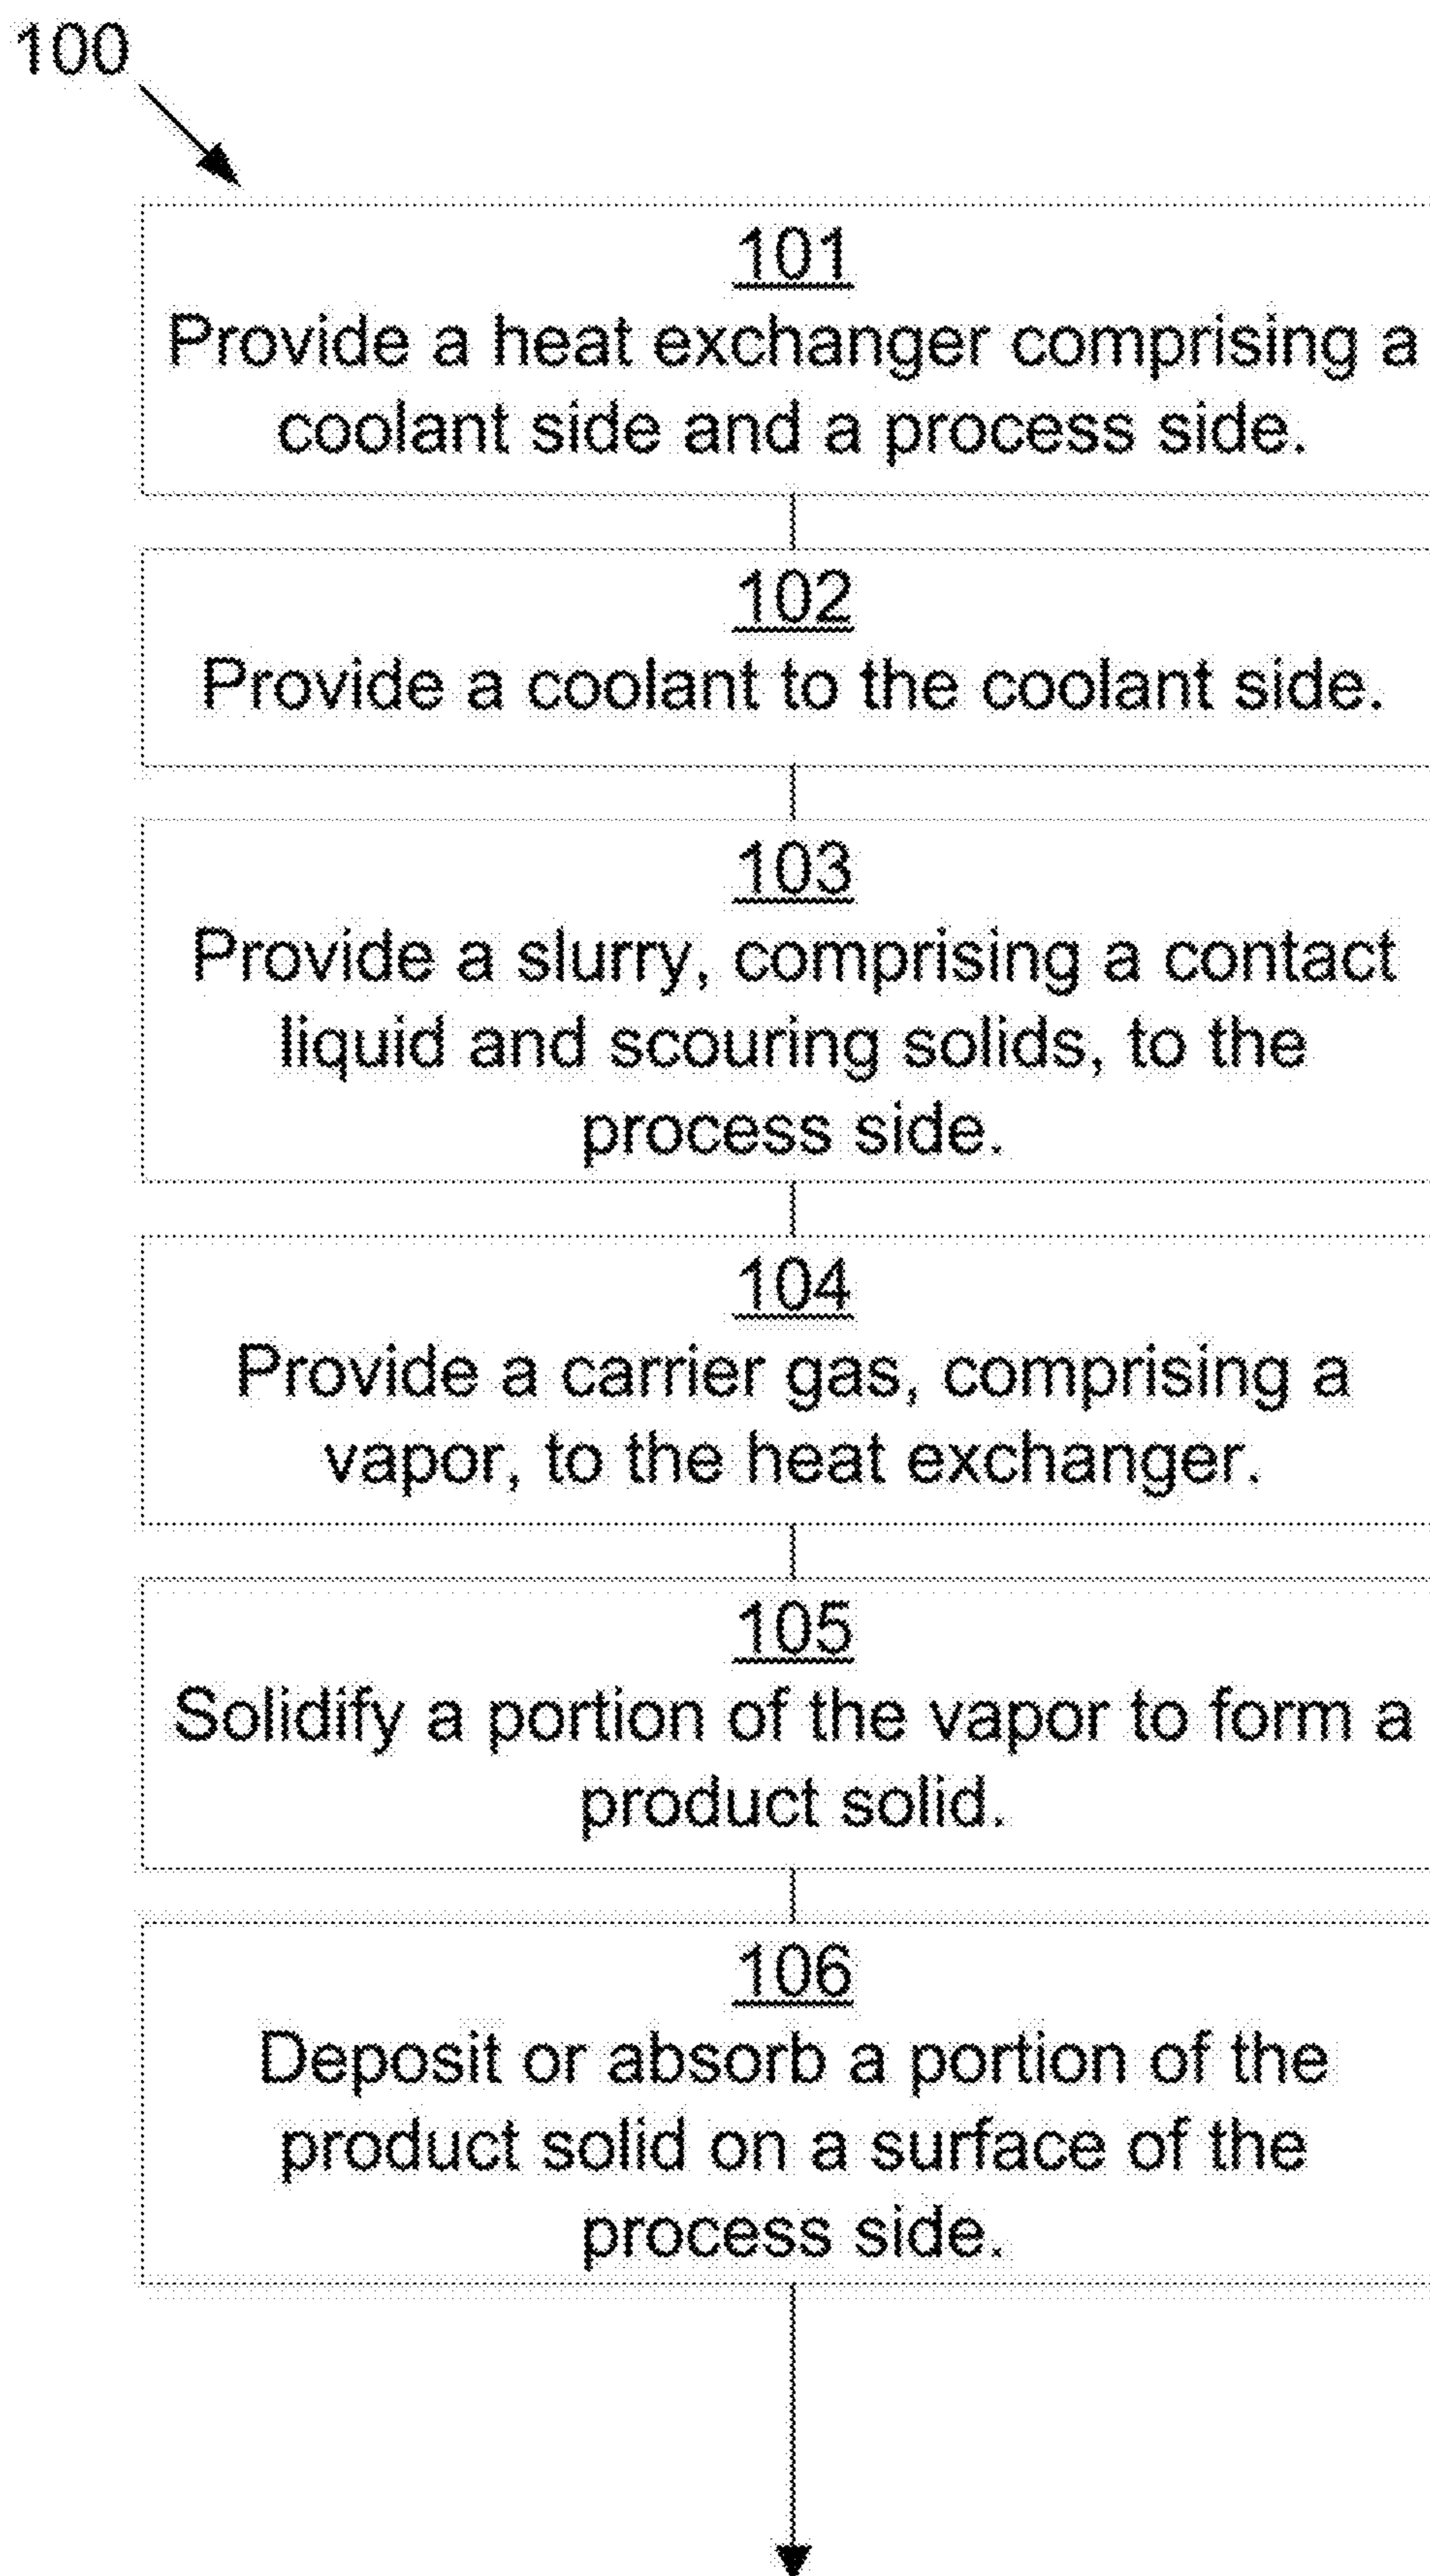 100
101
Provide a heat exchanger comprising a
coolant side and a process side.
102
Provide a coolant to the coolant side.
103
Provide a slurry, comprising a contact
liquid and scouring solids, to the
process side.
104
Provide a carrier gas, comprising a
vapor, to the heat exchanger.
105
Solidify a portion of the vapor to form a
product solid.
106
Deposit or absorb a portion of the
product solid on a surface of the
process side.